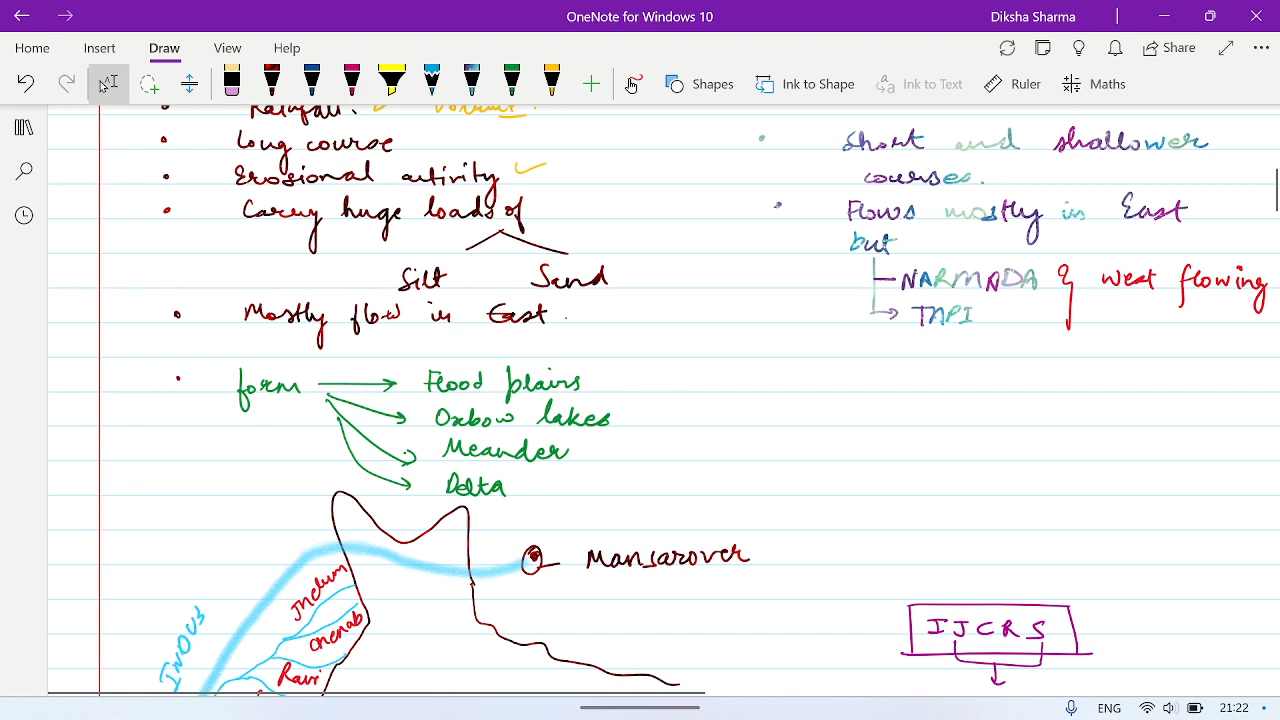 OneNote for Windows 10
Diksha Sharma
Home Insert Draw View Help
Share
Shapes
Ink to Shape
Ink to Text
Ruler
Maths
Rainfall.
Long course
Erosional activity
Carry huge loads of
Silt Sand
Mostly flow in East.
form
Flood plains
Oxbow lakes
Meander
Delta
Short and shallower
courses.
Flows mostly in East
but
NARMADA
TAPI
West flowing
Mansarover
INDUS
Jhelum
Chenab
Ravi
I J C R S
ENG
21:22